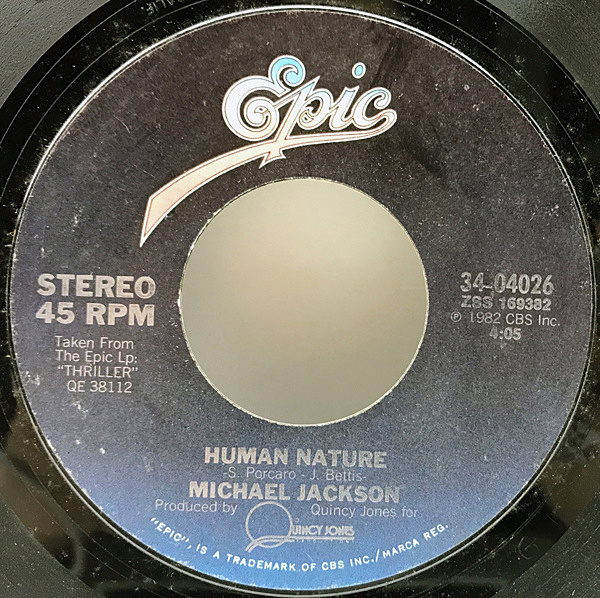 Epic
STEREO
45 RPM
Taken From
The Epic Lp:
"THRILLER"
QE 38112
34-04026
ZSS 169382
℗ 1982 CBS Inc.
4:05
HUMAN NATURE
-S. Porcaro - J. Bettis-
MICHAEL JACKSON
Produced by Quincy Jones for
QUINCY JONES
"EPIC", IS A TRADEMARK OF CBS INC./MARCA REG.